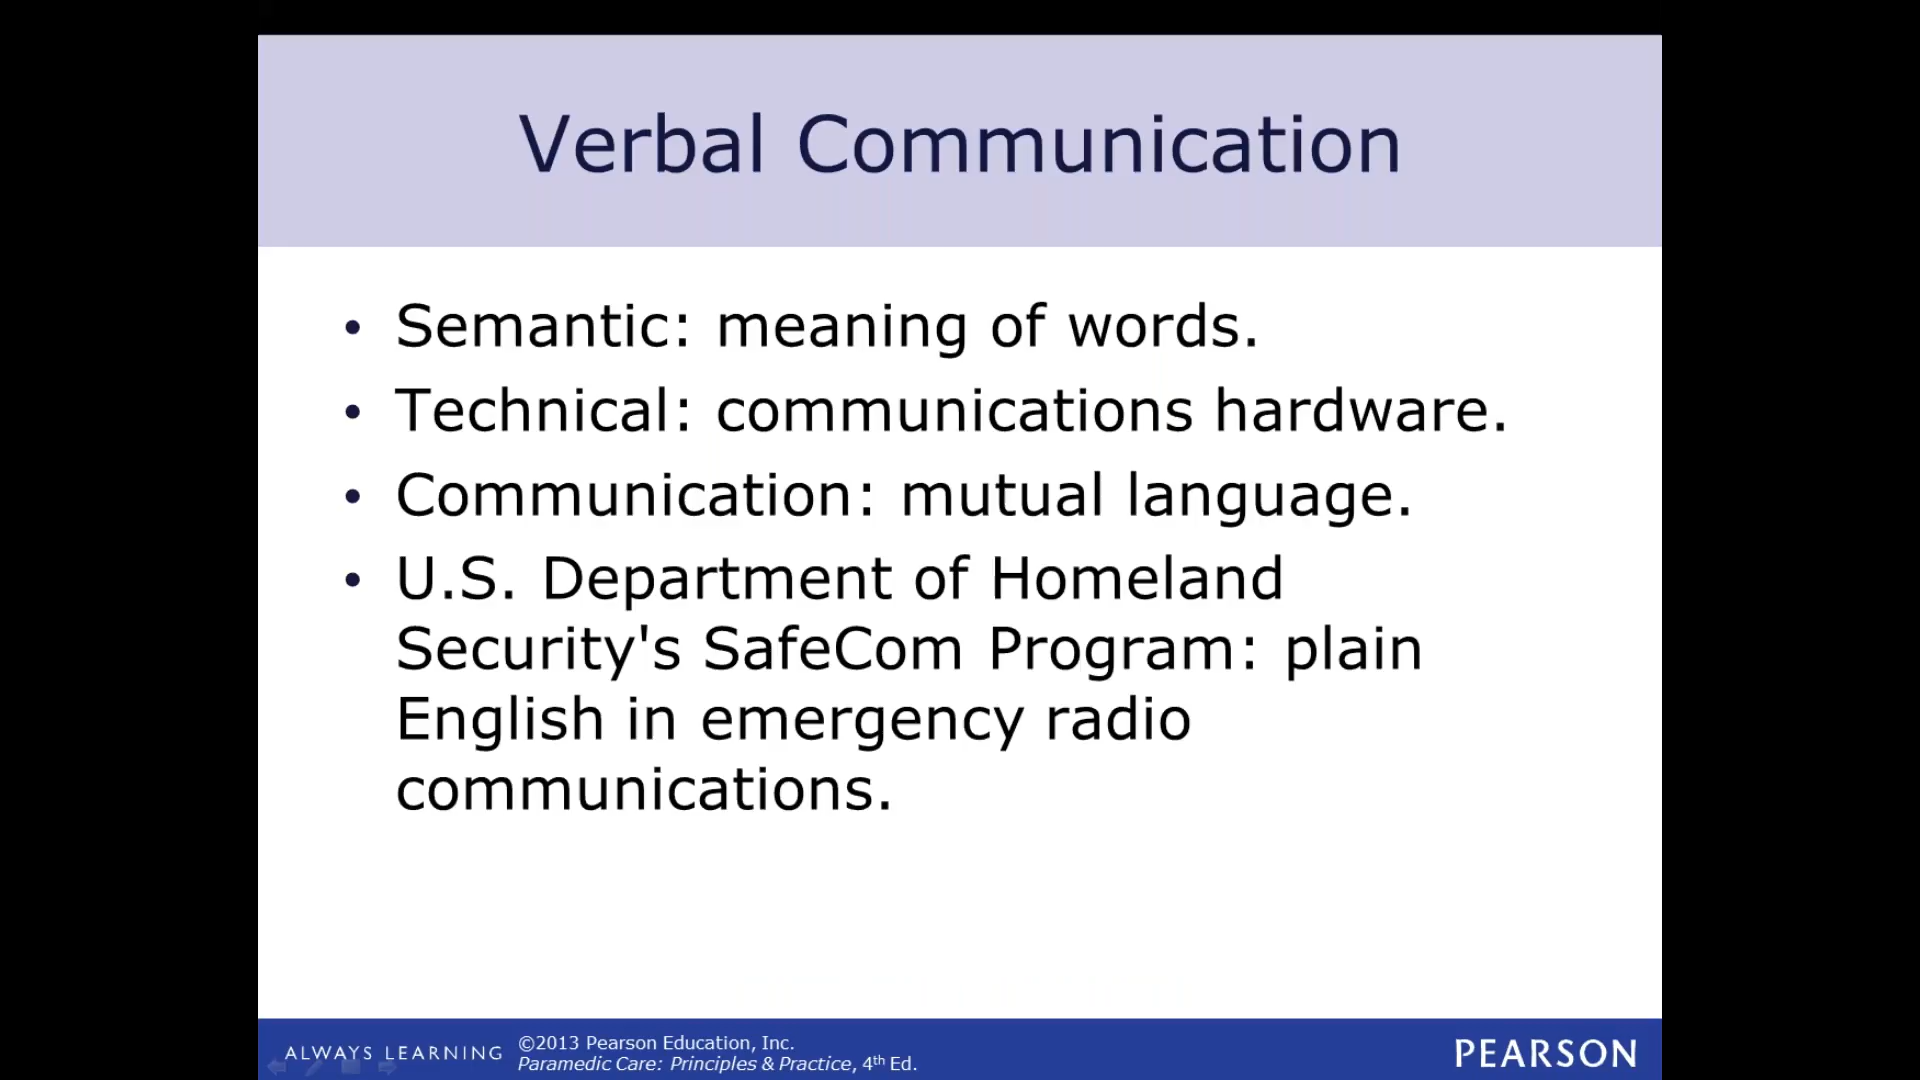 Verbal Communication
• Semantic: meaning of words.
• Technical: communications hardware.
• Communication: mutual language.
• U.S. Department of Homeland
Security's SafeCom Program: plain
English in emergency radio
communications.
ALWAYS LEARNING
©2013 Pearson Education, Inc.
Paramedic Care: Principles & Practice, 4th Ed.
PEARSON